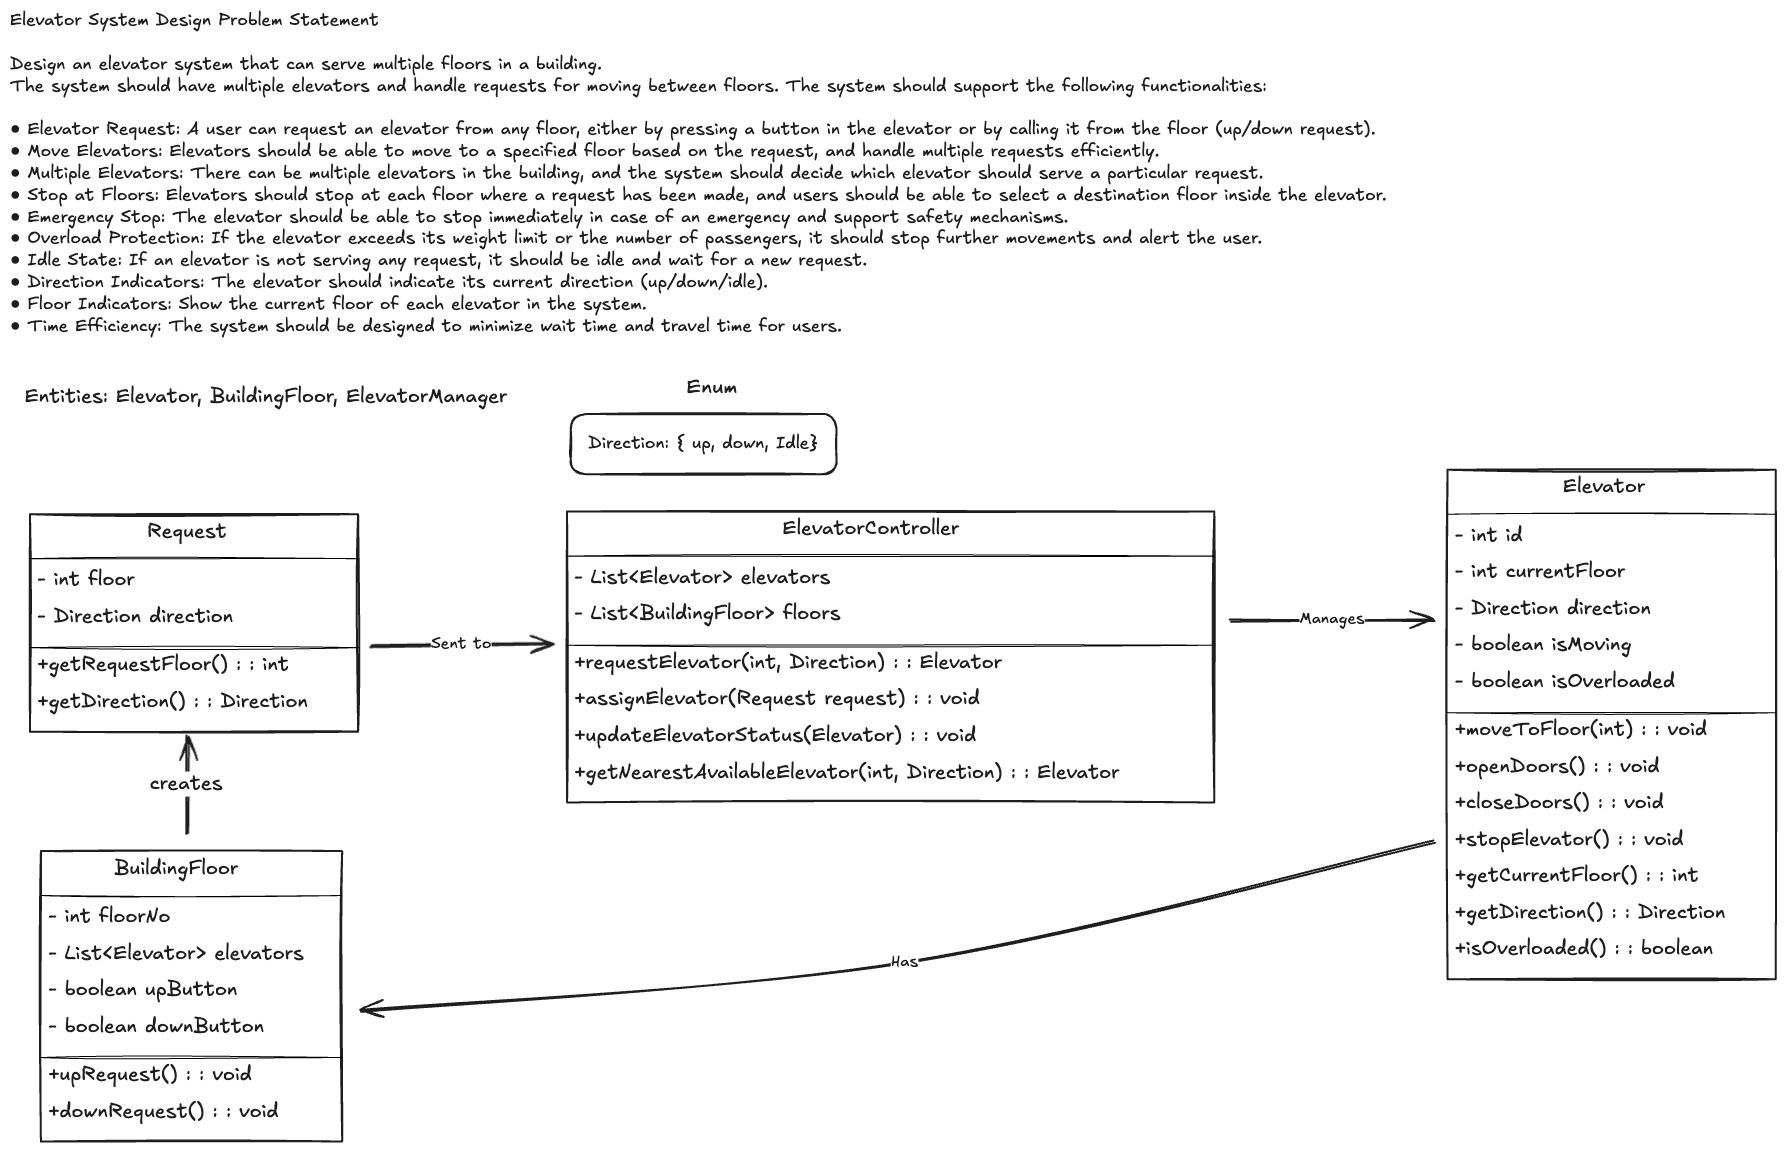 Elevator System Design Problem Statement
Design an elevator system that can serve multiple floors in a building.
The system should have multiple elevators and handle requests for moving between floors. The system should support the following functionalities:
• Elevator Request: A user can request an elevator from any floor, either by pressing a button in the elevator or by calling it from the floor (up/down request).
• Move Elevators: Elevators should be able to move to a specified floor based on the request, and handle multiple requests efficiently.
• Multiple Elevators: There can be multiple elevators in the building, and the system should decide which elevator should serve a particular request.
• Stop at Floors: Elevators should stop at each floor where a request has been made, and users should be able to select a destination floor inside the elevator.
• Emergency Stop: The elevator should be able to stop immediately in case of an emergency and support safety mechanisms.
• Overload Protection: If the elevator exceeds its weight limit or the number of passengers, it should stop further movements and alert the user.
• Idle State: If an elevator is not serving any request, it should be idle and wait for a new request.
• Direction Indicators: The elevator should indicate its current direction (up/down/idle).
• Floor Indicators: Show the current floor of each elevator in the system.
• Time Efficiency: The system should be designed to minimize wait time and travel time for users.
Entities: Elevator, BuildingFloor, ElevatorManager
Enum
Direction: { up, down, Idle}
Request
- int floor
- Direction direction
+getRequestFloor() : : int
+getDirection() : : Direction
Sent to
ElevatorController
- List<Elevator> elevators
- List<BuildingFloor> floors
+requestElevator(int, Direction) : : Elevator
+assignElevator(Request request) : : void
+updateElevatorStatus(Elevator) : : void
+getNearestAvailableElevator(int, Direction) : : Elevator
Manages
Elevator
- int id
- int currentFloor
- Direction direction
- boolean isMoving
- boolean isOverloaded
+moveToFloor(int) : : void
+openDoors() : : void
+closeDoors() : : void
+stopElevator() : : void
+getCurrentFloor() : : int
+getDirection() : : Direction
+isOverloaded() : : boolean
creates
BuildingFloor
- int floorNo
- List<Elevator> elevators
- boolean upButton
- boolean downButton
+upRequest() : : void
+downRequest() : : void
Has